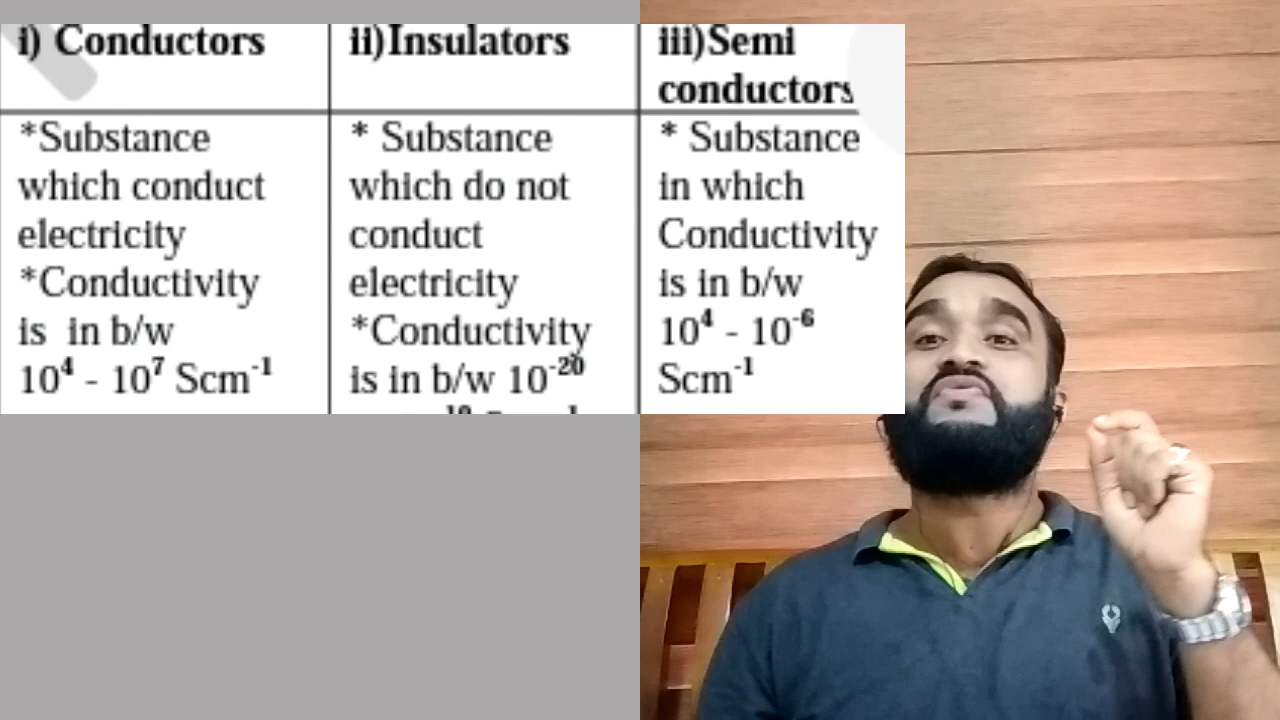 i) Conductors
*Substance
which conduct
electricity
*Conductivity
is in b/w
10⁴ - 10⁷ Scm⁻¹
ii)Insulators
* Substance
which do not
conduct
electricity
*Conductivity
is in b/w 10⁻²⁰
iii)Semi
conductors
* Substance
in which
Conductivity
is in b/w
10⁴ - 10⁻⁶
Scm⁻¹